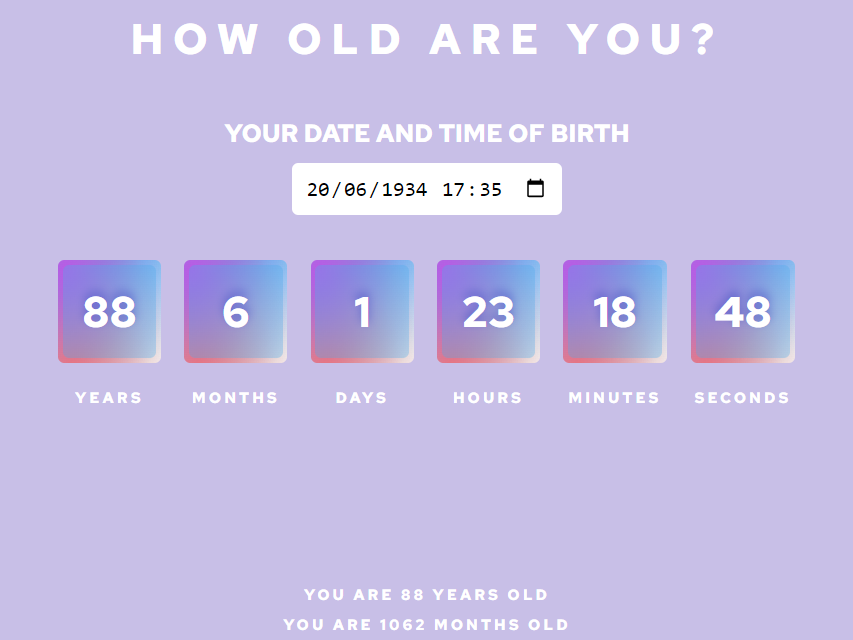 HOW OLD ARE YOU?
YOUR DATE AND TIME OF BIRTH
20/06/1934 17:35
88 6 1 23 18 48
YEARS MONTHS DAYS HOURS MINUTES SECONDS
YOU ARE 88 YEARS OLD
YOU ARE 1062 MONTHS OLD